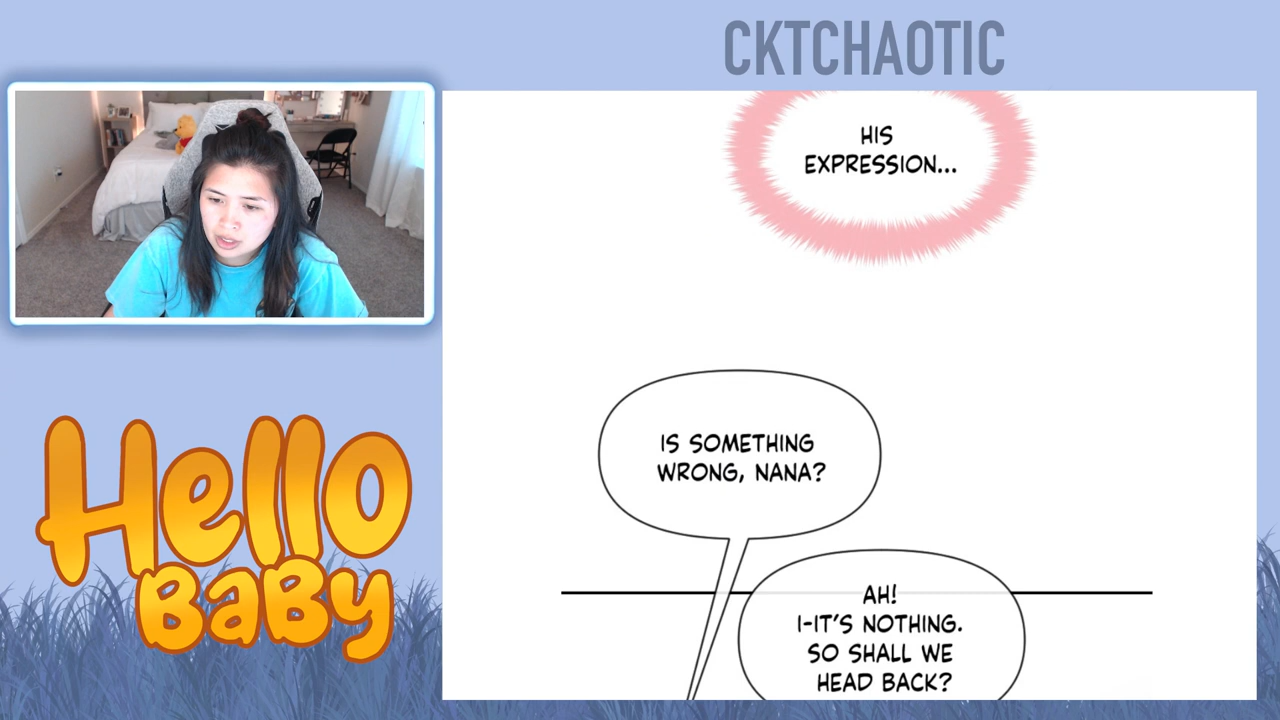 CKTCHAOTIC
HIS
EXPRESSION...
IS SOMETHING
WRONG, NANA?
AH!
I-IT'S NOTHING.
SO SHALL WE
HEAD BACK?
Hello
BaBy